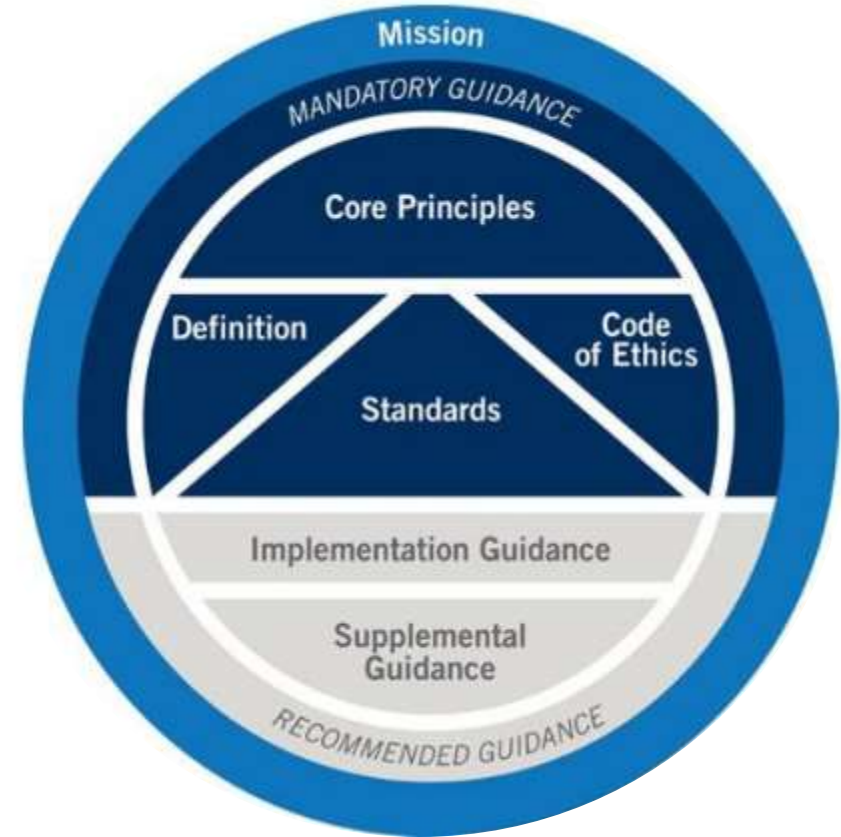 Mission
MANDATORY GUIDANCE
Core Principles
Definition
Code
of Ethics
Standards
Implementation Guidance
Supplemental
Guidance
RECOMMENDED GUIDANCE